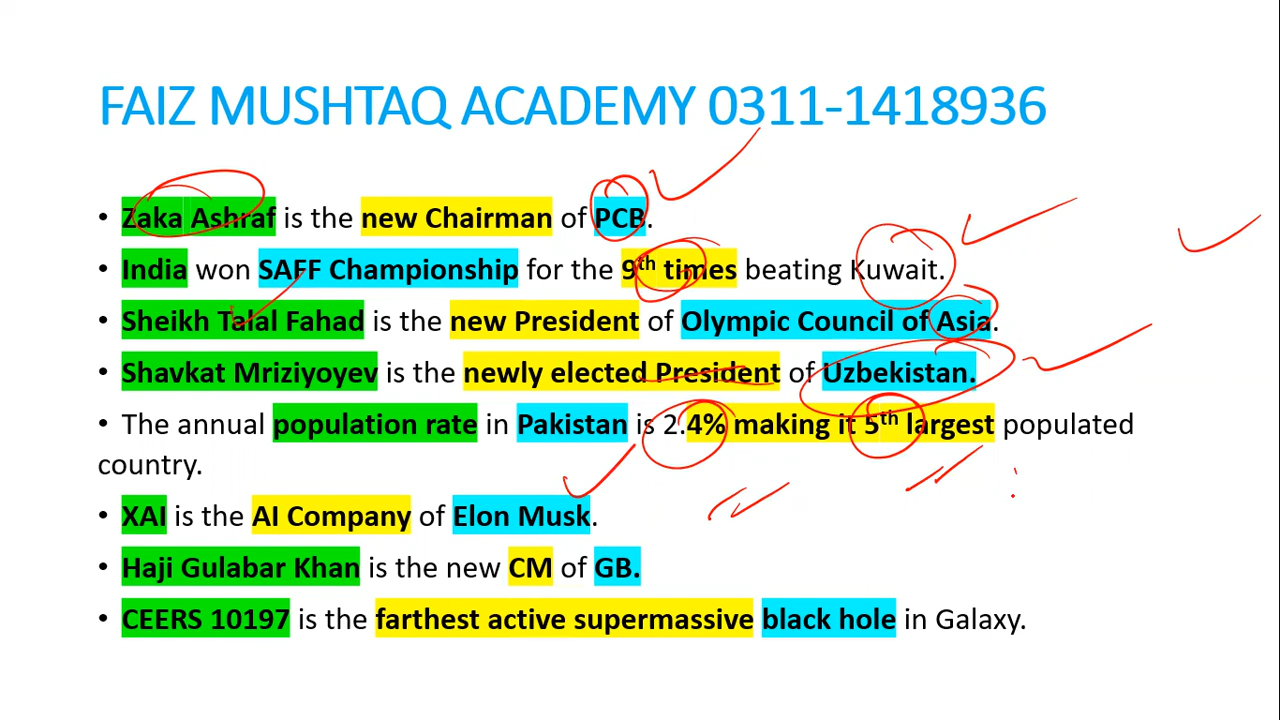 FAIZ MUSHTAQ ACADEMY 0311-1418936
• Zaka Ashraf is the new Chairman of PCB.
• India won SAFF Championship for the 9th times beating Kuwait.
• Sheikh Talal Fahad is the new President of Olympic Council of Asia.
• Shavkat Mriziyoyev is the newly elected President of Uzbekistan.
• The annual population rate in Pakistan is 2.4% making it 5th largest populated
country.
• XAI is the AI Company of Elon Musk.
• Haji Gulabar Khan is the new CM of GB.
• CEERS 10197 is the farthest active supermassive black hole in Galaxy.